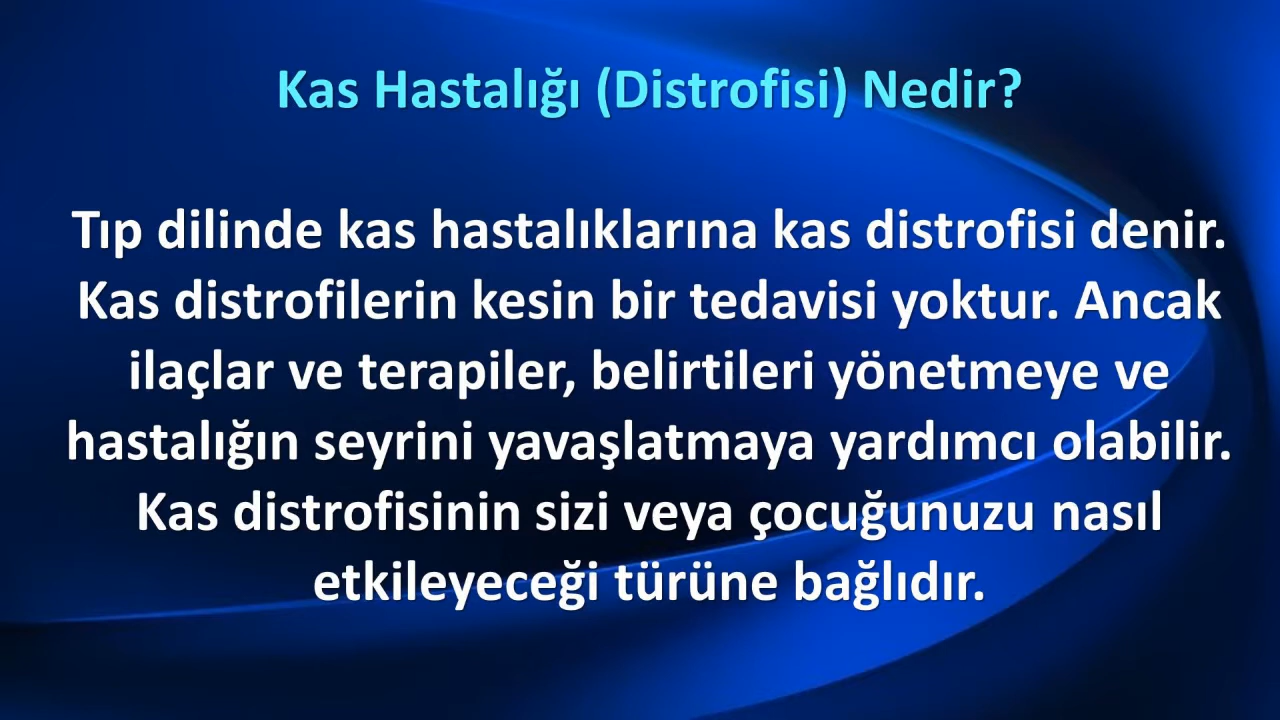 Kas Hastalığı (Distrofisi) Nedir?
Tıp dilinde kas hastalıklarına kas distrofisi denir.
Kas distrofilerin kesin bir tedavisi yoktur. Ancak
ilaçlar ve terapiler, belirtileri yönetmeye ve
hastalığın seyrini yavaşlatmaya yardımcı olabilir.
Kas distrofisinin sizi veya çocuğunuzu nasıl
etkileyeceği türüne bağlıdır.